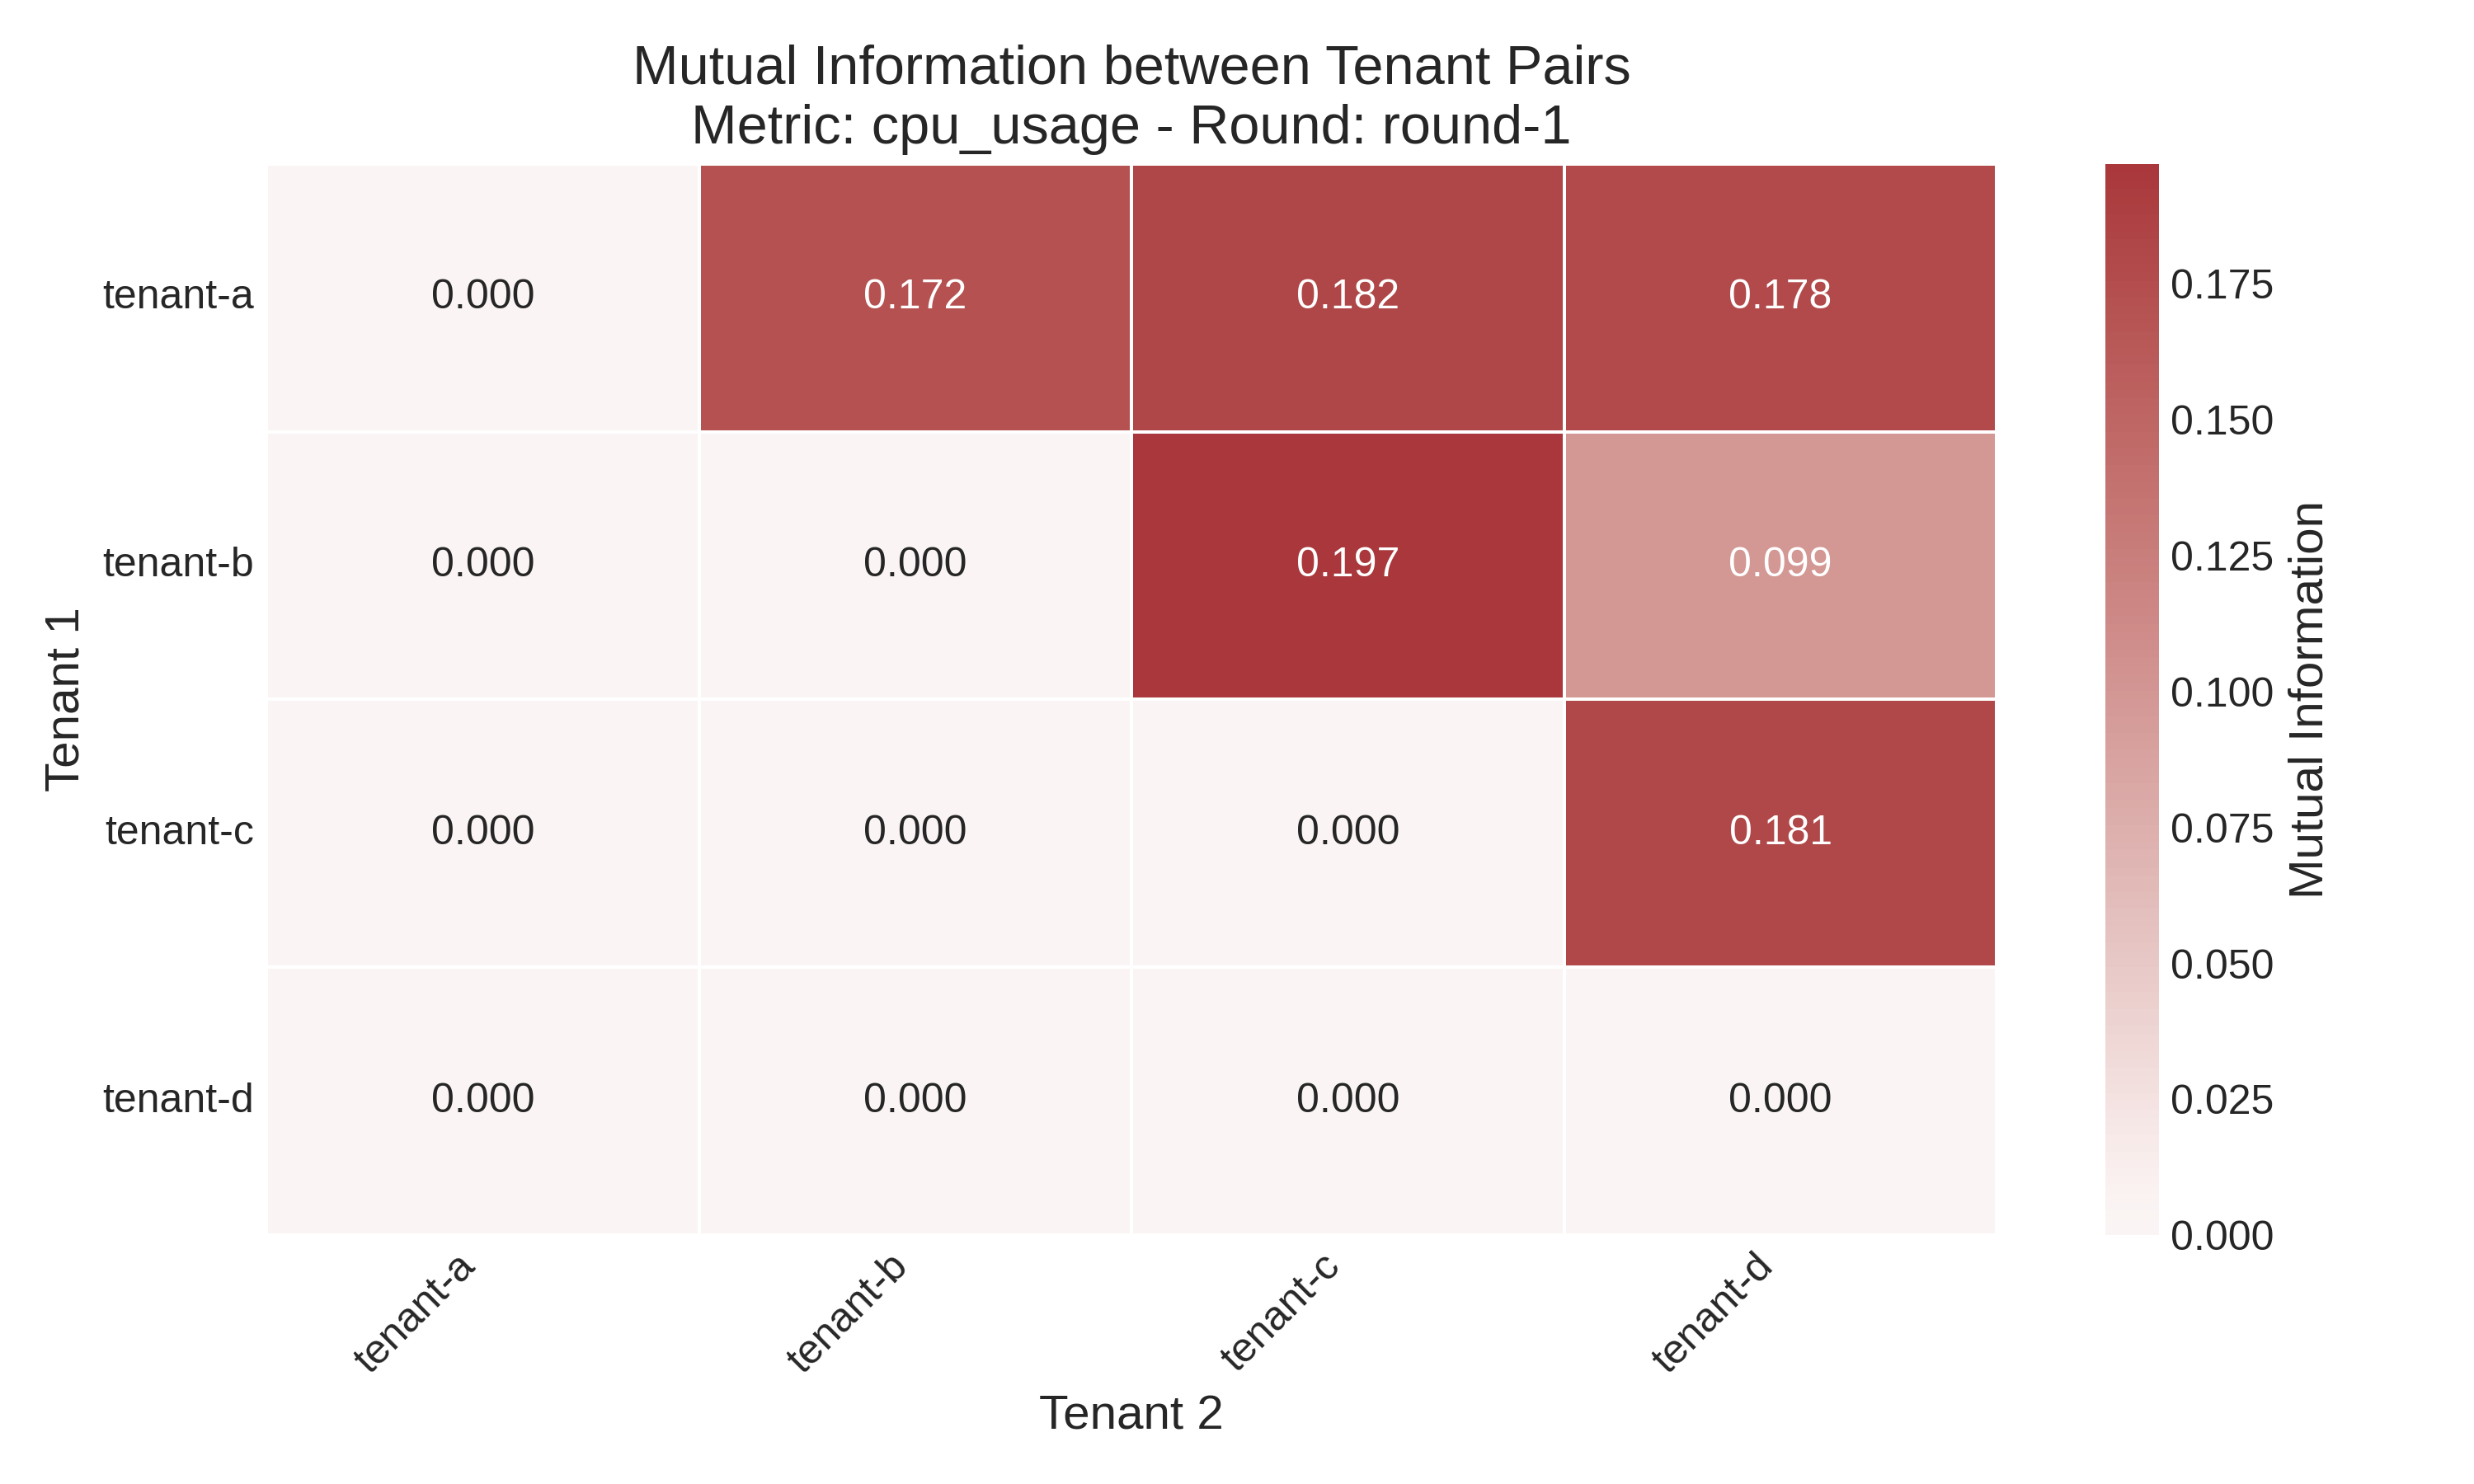 Mutual Information between Tenant Pairs
Metric: cpu_usage - Round: round-1
tenant-a 0.000 0.172 0.182 0.178
tenant-b 0.000 0.000 0.197 0.099
tenant-c 0.000 0.000 0.000 0.181
tenant-d 0.000 0.000 0.000 0.000
tenant-a tenant-b tenant-c tenant-d
Tenant 2
Tenant 1
0.175
0.150
0.125
0.100
0.075
0.050
0.025
0.000
Mutual Information